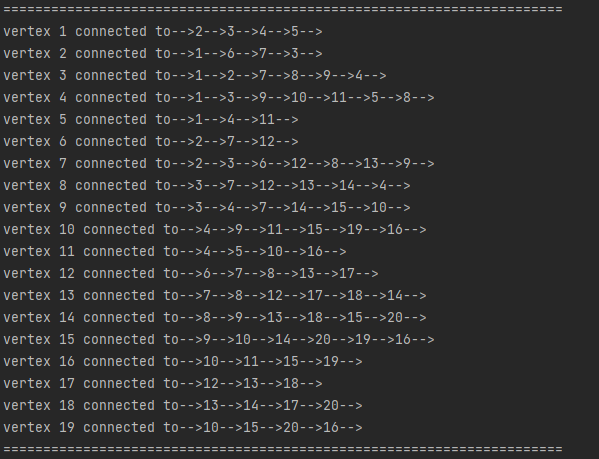 ======================================================================
vertex 1 connected to-->2-->3-->4-->5-->
vertex 2 connected to-->1-->6-->7-->3-->
vertex 3 connected to-->1-->2-->7-->8-->9-->4-->
vertex 4 connected to-->1-->3-->9-->10-->11-->5-->8-->
vertex 5 connected to-->1-->4-->11-->
vertex 6 connected to-->2-->7-->12-->
vertex 7 connected to-->2-->3-->6-->12-->8-->13-->9-->
vertex 8 connected to-->3-->7-->12-->13-->14-->4-->
vertex 9 connected to-->3-->4-->7-->14-->15-->10-->
vertex 10 connected to-->4-->9-->11-->15-->19-->16-->
vertex 11 connected to-->4-->5-->10-->16-->
vertex 12 connected to-->6-->7-->8-->13-->17-->
vertex 13 connected to-->7-->8-->12-->17-->18-->14-->
vertex 14 connected to-->8-->9-->13-->18-->15-->20-->
vertex 15 connected to-->9-->10-->14-->20-->19-->16-->
vertex 16 connected to-->10-->11-->15-->19-->
vertex 17 connected to-->12-->13-->18-->
vertex 18 connected to-->13-->14-->17-->20-->
vertex 19 connected to-->10-->15-->20-->16-->
======================================================================